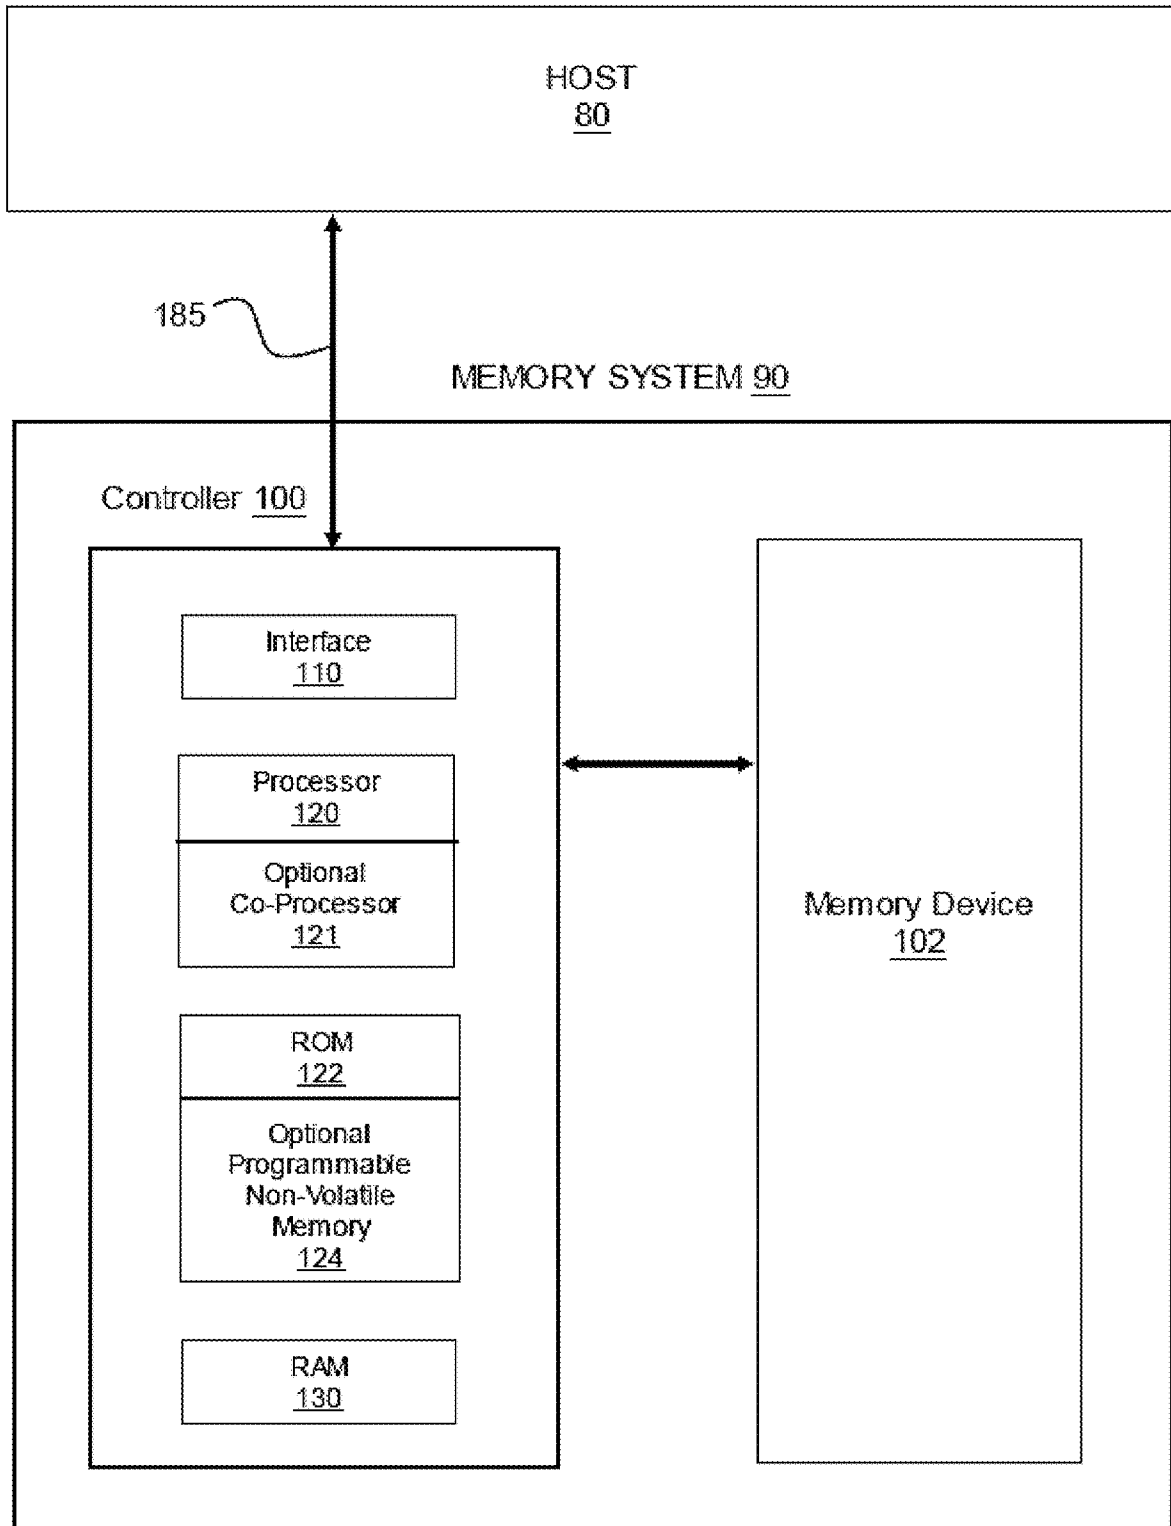 HOST
80
185
MEMORY SYSTEM 90
Controller 100
Interface
110
Processor
120
Optional
Co-Processor
121
ROM
122
Optional
Programmable
Non-Volatile
Memory
124
RAM
130
Memory Device
102